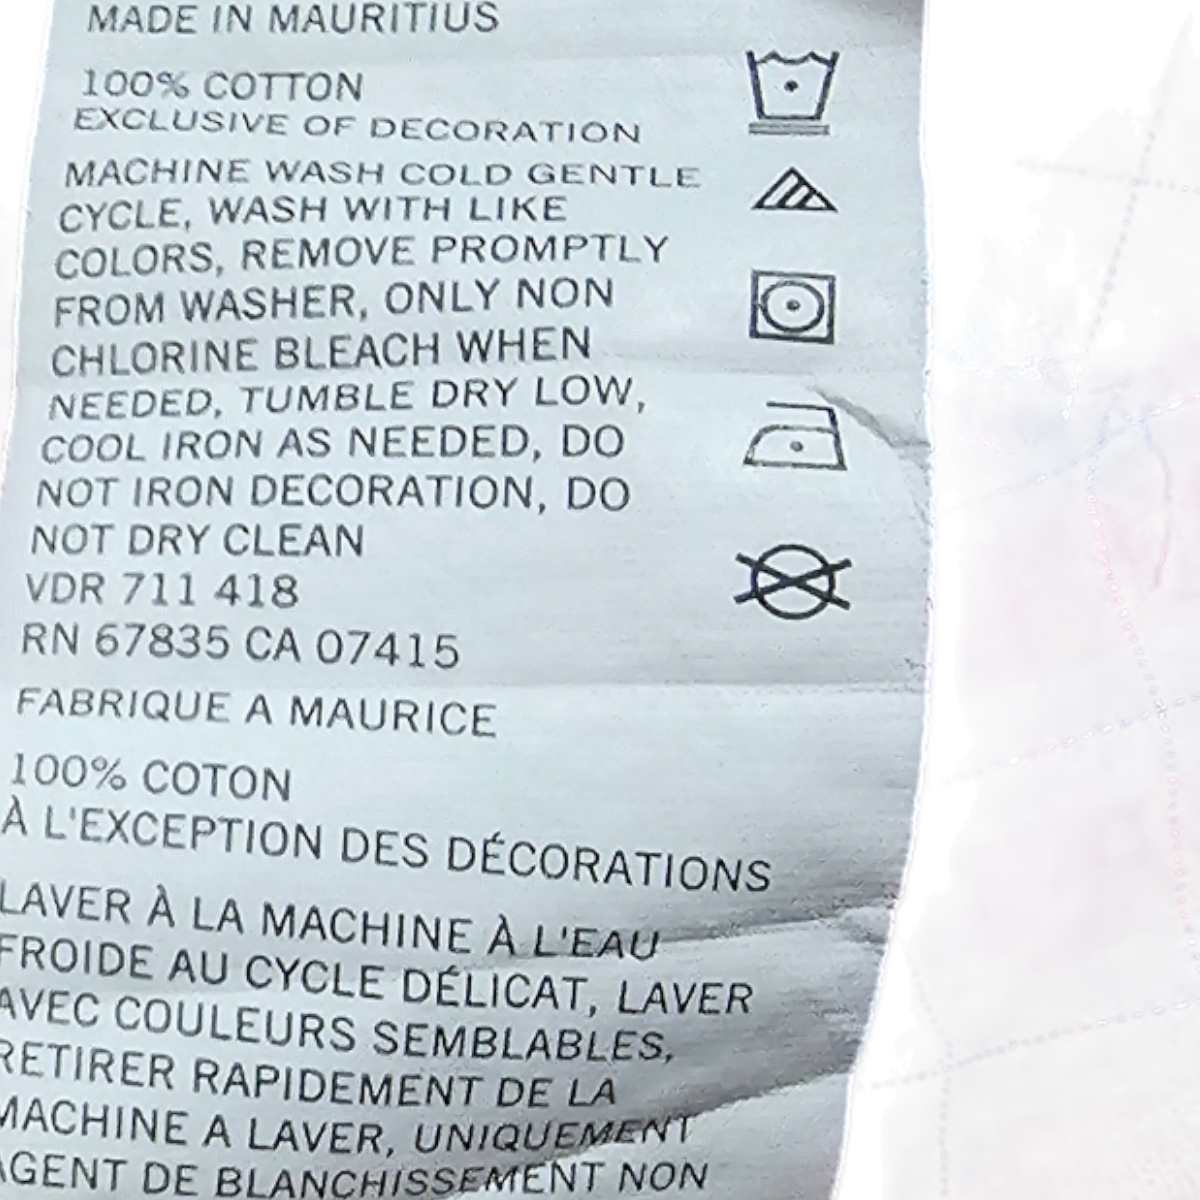 MADE IN MAURITIUS
100% COTTON
EXCLUSIVE OF DECORATION
MACHINE WASH COLD GENTLE
CYCLE, WASH WITH LIKE
COLORS, REMOVE PROMPTLY
FROM WASHER, ONLY NON
CHLORINE BLEACH WHEN
NEEDED, TUMBLE DRY LOW,
COOL IRON AS NEEDED, DO
NOT IRON DECORATION, DO
NOT DRY CLEAN
VDR 711 418
RN 67835 CA 07415
FABRIQUE A MAURICE
100% COTON
À L'EXCEPTION DES DÉCORATIONS
LAVER À LA MACHINE À L'EAU
FROIDE AU CYCLE DÉLICAT, LAVER
AVEC COULEURS SEMBLABLES,
RETIRER RAPIDEMENT DE LA
MACHINE A LAVER, UNIQUEMENT
AGENT DE BLANCHISSEMENT NON